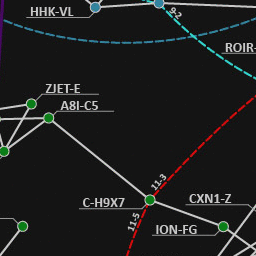 HHK-VL
9-2
ROIR-
ZJET-E
A8I-C5
11-3
C-H9X7
CXN1-Z
11-5
ION-FG